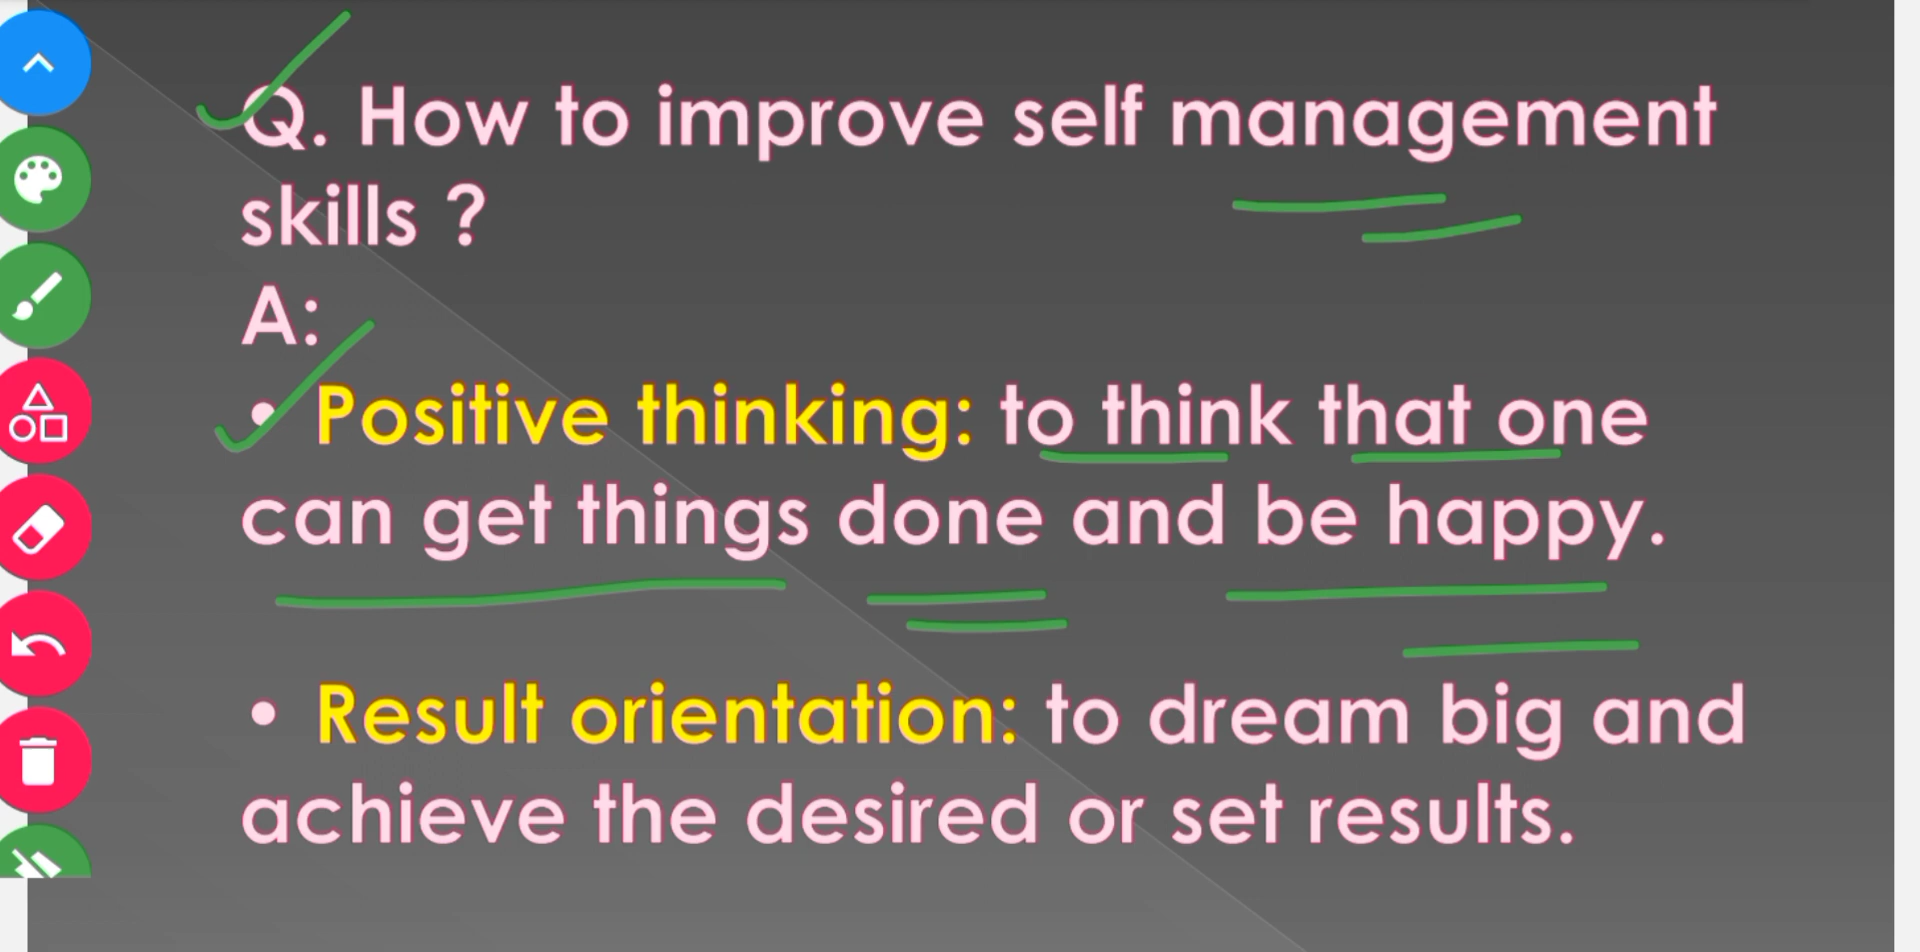 Q. How to improve self management
skills ?
A:
• Positive thinking: to think that one
can get things done and be happy.
• Result orientation: to dream big and
achieve the desired or set results.